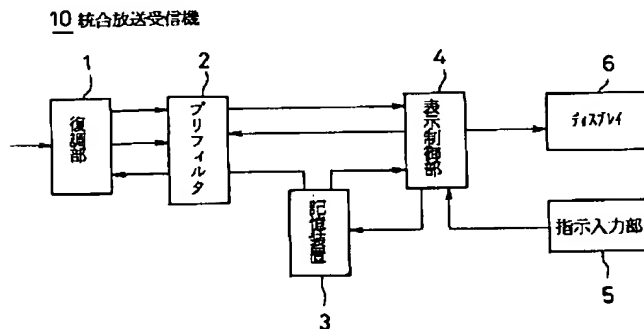 10 統合放送受信機
1
2
4
6
復調部
プリフィルタ
表示制御部
ディスプレイ
記憶装置
指示入力部
3
5